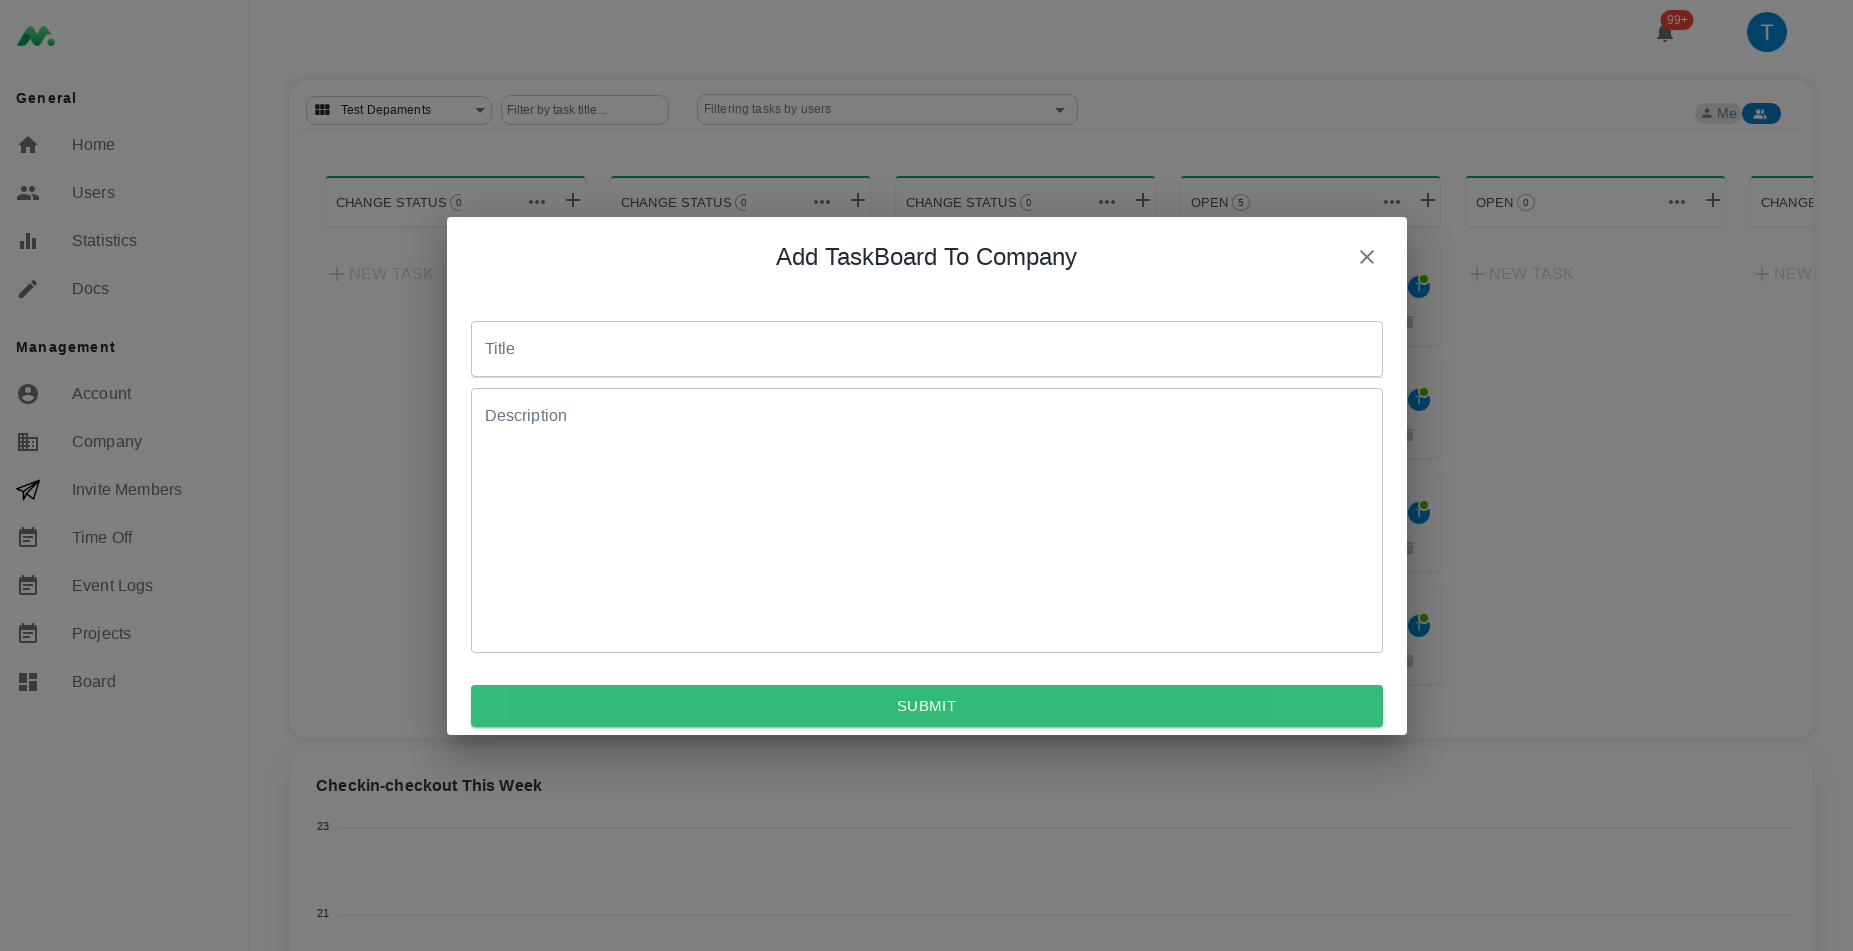 99+
T
General
Home
Users
Statistics
Docs
Management
Account
Company
Invite Members
Time Off
Event Logs
Projects
Board
Test Depaments
Filter by task title...
Filtering tasks by users
Me
CHANGE STATUS 0
CHANGE STATUS 0
CHANGE STATUS 0
OPEN 5
OPEN 0
CHANGE
NEW TASK
NEW TASK
NEW
Add TaskBoard To Company
Title
Description
SUBMIT
T
T
T
T
Checkin-checkout This Week
23
21